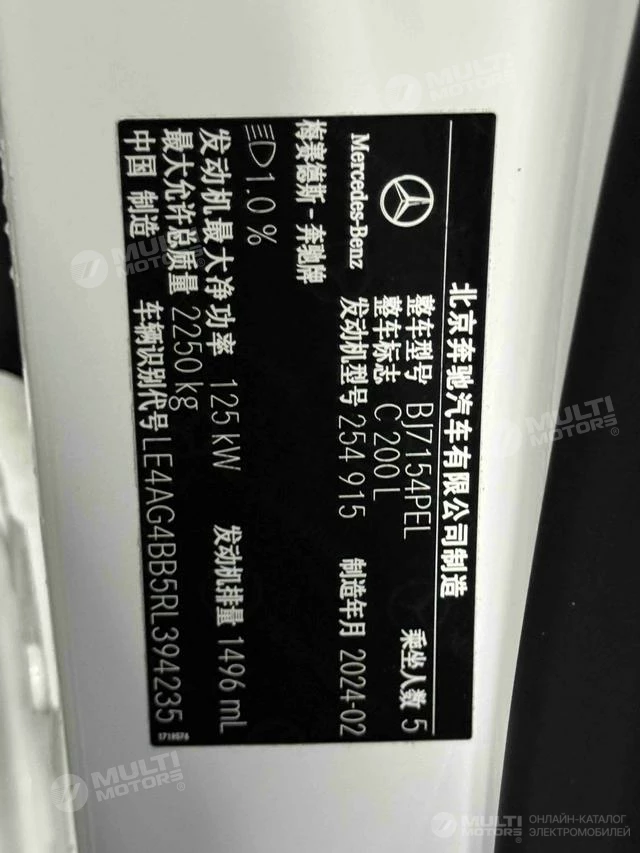 北京奔驰汽车有限公司制造
Mercedes-Benz
梅赛德斯-奔驰牌
整车型号 BJ7154PEL 乘坐人数 5
整车标志 C 200 L
发动机型号 254 915 制造年月 2024-02
1.0 %
发动机最大净功率 125 kW 发动机排量 1496 mL
最大允许总质量 2250 kg
中国 制造 车辆识别代号 LE4AG4BB5RL394235
MULTI MOTORS®
MULTI MOTORS®
MULTI MOTORS®
MULTI MOTORS®
MULTI MOTORS®
ОНЛАЙН-КАТАЛОГ
ЭЛЕКТРОМОБИЛЕЙ